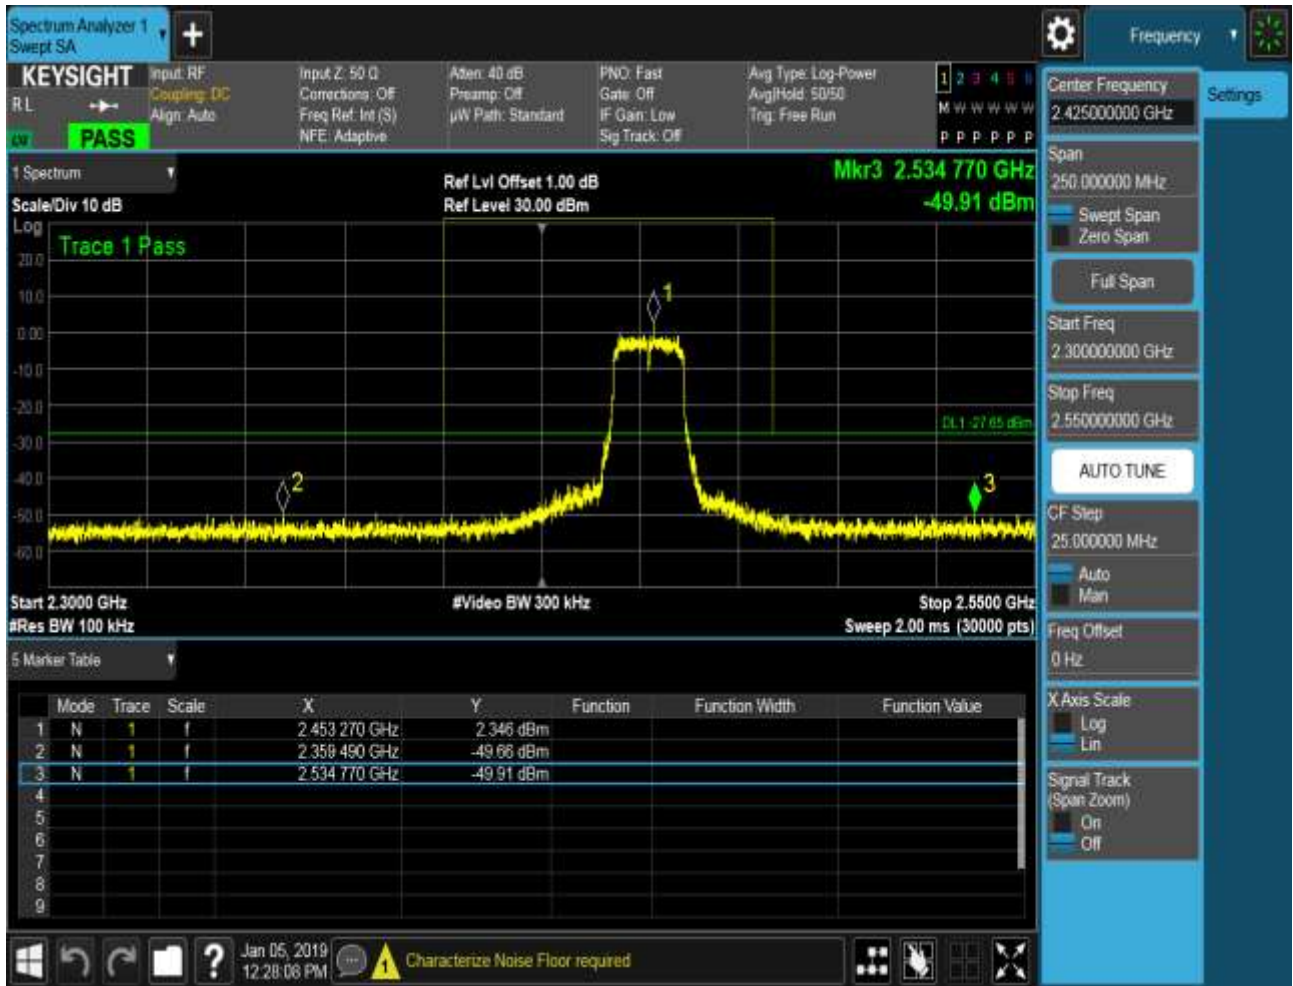 Spectrum Analyzer 1
Swept SA
+
Frequency
KEYSIGHT
R L
PASS
Input: RF
Coupling: DC
Align: Auto
Input Z: 50 Ω
Corrections: Off
Freq Ref: Int (S)
NFE: Adaptive
Atten: 40 dB
Preamp: Off
µW Path: Standard
PNO: Fast
Gate: Off
IF Gain: Low
Sig Track: Off
Avg Type: Log-Power
Avg|Hold: 50/50
Trig: Free Run
1 2 3 4 5 6
M W W W W W
P P P P P P
1 Spectrum
Scale/Div 10 dB
Ref Lvl Offset 1.00 dB
Ref Level 30.00 dBm
Mkr3 2.534 770 GHz
-49.91 dBm
Log
Trace 1 Pass
20.0
10.0
0.00
-10.0
-20.0
-30.0
-40.0
-50.0
-60.0
1
2
3
DL1 -27.65 dBm
Start 2.3000 GHz
#Res BW 100 kHz
#Video BW 300 kHz
Stop 2.5500 GHz
Sweep 2.00 ms (30000 pts)
5 Marker Table
Mode Trace Scale X Y Function Function Width Function Value
1 N 1 f 2.453 270 GHz 2.346 dBm
2 N 1 f 2.359 490 GHz -49.66 dBm
3 N 1 f 2.534 770 GHz -49.91 dBm
4
5
6
7
8
9
Center Frequency
2.425000000 GHz
Settings
Span
250.000000 MHz
Swept Span
Zero Span
Full Span
Start Freq
2.300000000 GHz
Stop Freq
2.550000000 GHz
AUTO TUNE
CF Step
25.000000 MHz
Auto
Man
Freq Offset
0 Hz
X Axis Scale
Log
Lin
Signal Track
(Span Zoom)
On
Off
?
Jan 05, 2019
12:28:08 PM
1
Characterize Noise Floor required